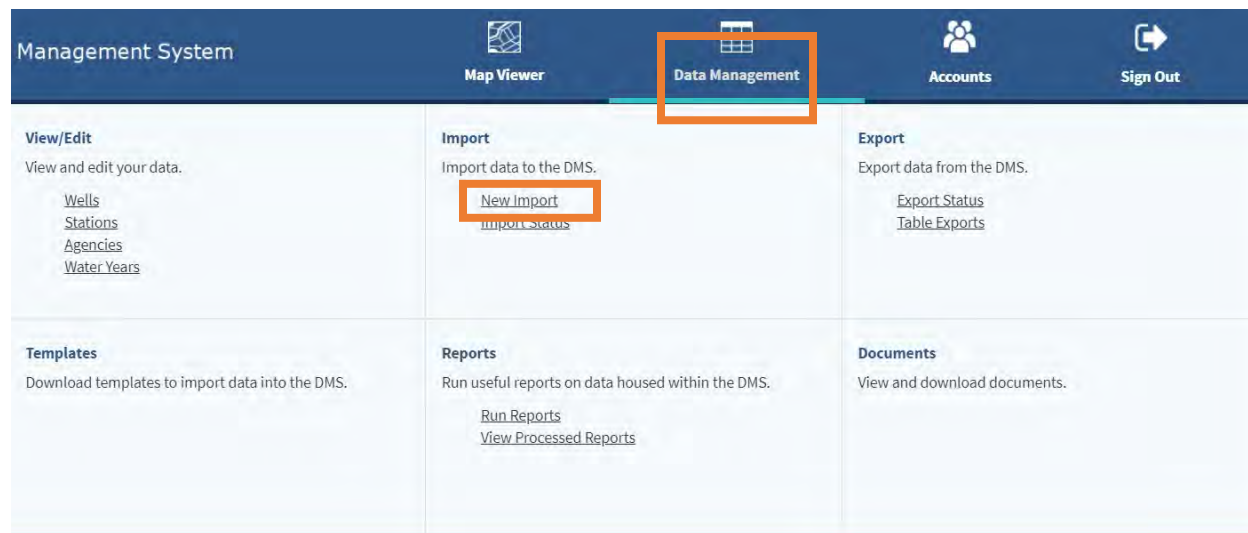 Management System
Map Viewer
Data Management
Accounts
Sign Out
View/Edit
View and edit your data.
Wells
Stations
Agencies
Water Years
Import
Import data to the DMS.
New Import
Import Status
Export
Export data from the DMS.
Export Status
Table Exports
Templates
Download templates to import data into the DMS.
Reports
Run useful reports on data housed within the DMS.
Run Reports
View Processed Reports
Documents
View and download documents.